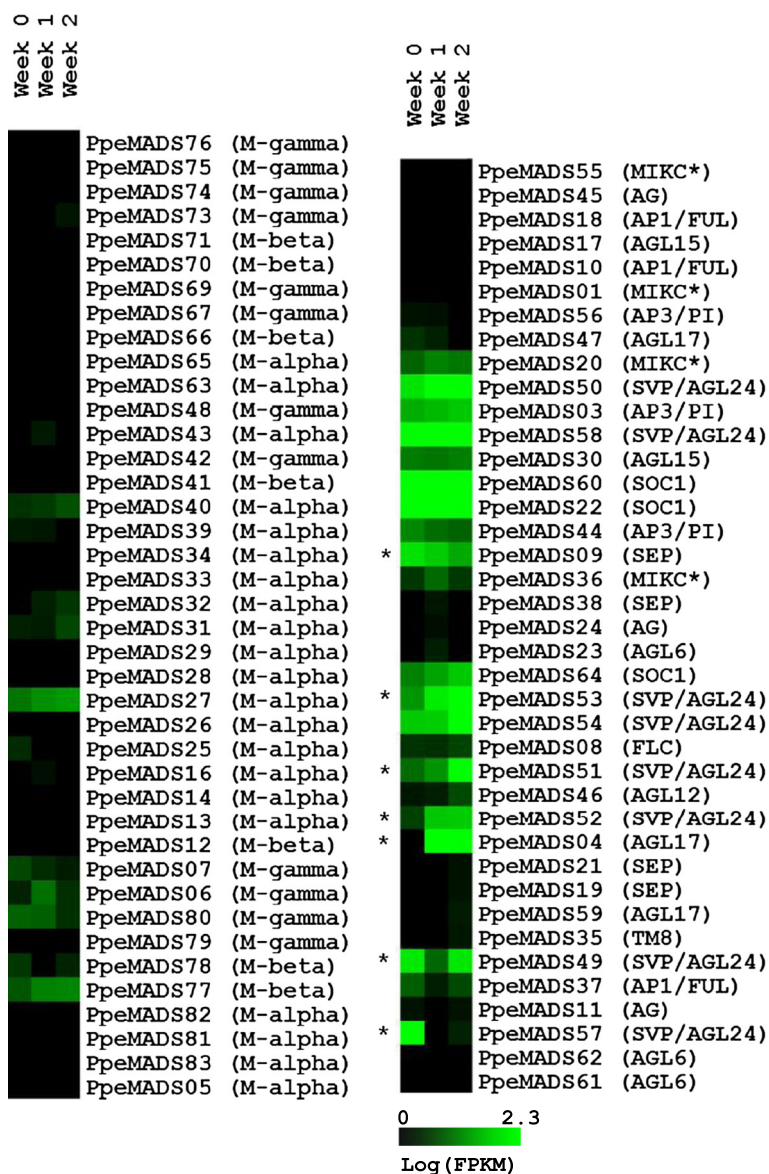 Week 0
Week 1
Week 2
PpeMADS76 (M-gamma)
PpeMADS75 (M-gamma)
PpeMADS74 (M-gamma)
PpeMADS73 (M-gamma)
PpeMADS71 (M-beta)
PpeMADS70 (M-beta)
PpeMADS69 (M-gamma)
PpeMADS67 (M-gamma)
PpeMADS66 (M-beta)
PpeMADS65 (M-alpha)
PpeMADS63 (M-alpha)
PpeMADS48 (M-gamma)
PpeMADS43 (M-alpha)
PpeMADS42 (M-gamma)
PpeMADS41 (M-beta)
PpeMADS40 (M-alpha)
PpeMADS39 (M-alpha)
PpeMADS34 (M-alpha)
PpeMADS33 (M-alpha)
PpeMADS32 (M-alpha)
PpeMADS31 (M-alpha)
PpeMADS29 (M-alpha)
PpeMADS28 (M-alpha)
PpeMADS27 (M-alpha)
PpeMADS26 (M-alpha)
PpeMADS25 (M-alpha)
PpeMADS16 (M-alpha)
PpeMADS14 (M-alpha)
PpeMADS13 (M-alpha)
PpeMADS12 (M-beta)
PpeMADS07 (M-gamma)
PpeMADS06 (M-gamma)
PpeMADS80 (M-gamma)
PpeMADS79 (M-gamma)
PpeMADS78 (M-beta)
PpeMADS77 (M-beta)
PpeMADS82 (M-alpha)
PpeMADS81 (M-alpha)
PpeMADS83 (M-alpha)
PpeMADS05 (M-alpha)
Week 0
Week 1
Week 2
PpeMADS55 (MIKC*)
PpeMADS45 (AG)
PpeMADS18 (AP1/FUL)
PpeMADS17 (AGL15)
PpeMADS10 (AP1/FUL)
PpeMADS01 (MIKC*)
PpeMADS56 (AP3/PI)
PpeMADS47 (AGL17)
PpeMADS20 (MIKC*)
PpeMADS50 (SVP/AGL24)
PpeMADS03 (AP3/PI)
PpeMADS58 (SVP/AGL24)
PpeMADS30 (AGL15)
PpeMADS60 (SOC1)
PpeMADS22 (SOC1)
PpeMADS44 (AP3/PI)
* PpeMADS09 (SEP)
PpeMADS36 (MIKC*)
PpeMADS38 (SEP)
PpeMADS24 (AG)
PpeMADS23 (AGL6)
PpeMADS64 (SOC1)
* PpeMADS53 (SVP/AGL24)
PpeMADS54 (SVP/AGL24)
PpeMADS08 (FLC)
* PpeMADS51 (SVP/AGL24)
PpeMADS46 (AGL12)
* PpeMADS52 (SVP/AGL24)
* PpeMADS04 (AGL17)
PpeMADS21 (SEP)
PpeMADS19 (SEP)
PpeMADS59 (AGL17)
PpeMADS35 (TM8)
* PpeMADS49 (SVP/AGL24)
PpeMADS37 (AP1/FUL)
PpeMADS11 (AG)
* PpeMADS57 (SVP/AGL24)
PpeMADS62 (AGL6)
PpeMADS61 (AGL6)
0 2.3
Log(FPKM)